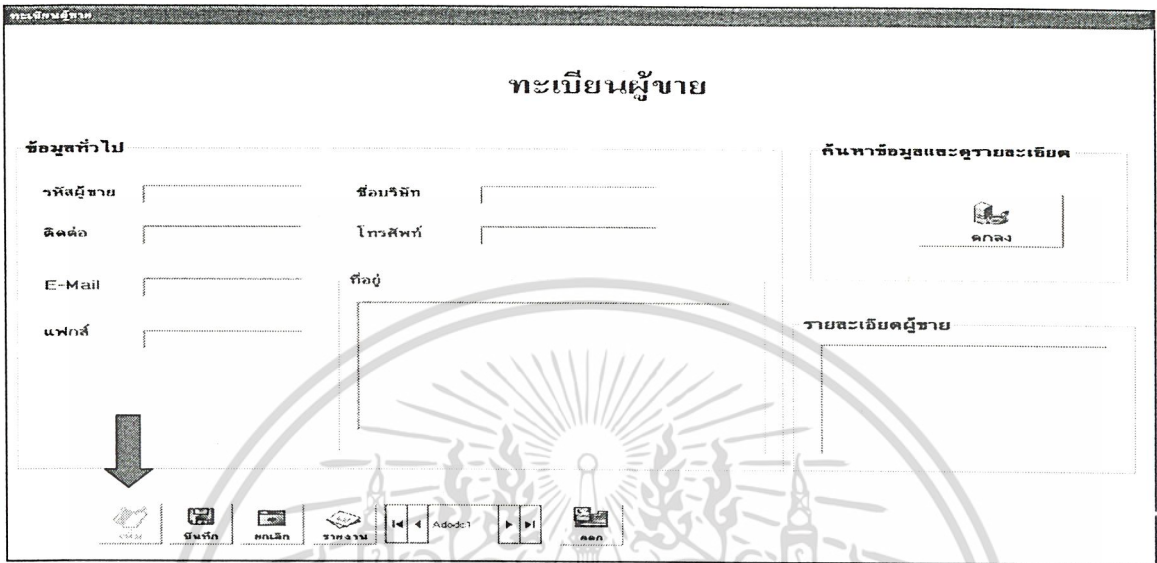 ทะเบียนผู้ขาย
ทะเบียนผู้ขาย
ข้อมูลทั่วไป
ค้นหาข้อมูลและดูรายละเอียด
รหัสผู้ขาย
ชื่อบริษัท
ติดต่อ
โทรศัพท์
ตกลง
E-Mail
ที่อยู่
แฟกส์
รายละเอียดผู้ขาย
เพิ่ม
บันทึก
ยกเลิก
รายงาน
Adodc1
ออก